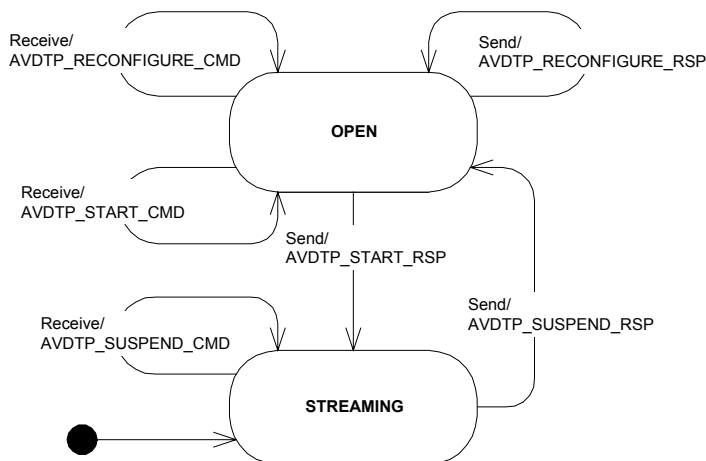 Receive/
AVDTP_RECONFIGURE_CMD
Send/
AVDTP_RECONFIGURE_RSP
OPEN
Receive/
AVDTP_START_CMD
Send/
AVDTP_START_RSP
Send/
AVDTP_SUSPEND_RSP
Receive/
AVDTP_SUSPEND_CMD
STREAMING